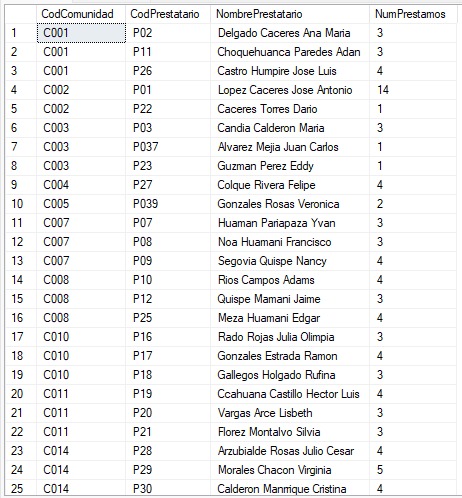 CodComunidad CodPrestatario NombrePrestatario NumPrestamos
1 C001 P02 Delgado Caceres Ana Maria 3
2 C001 P11 Choquehuanca Paredes Adan 3
3 C001 P26 Castro Humpire Jose Luis 4
4 C002 P01 Lopez Caceres Jose Antonio 14
5 C002 P22 Caceres Torres Dario 1
6 C003 P03 Candia Calderon Maria 3
7 C003 P037 Alvarez Mejia Juan Carlos 1
8 C003 P23 Guzman Perez Eddy 1
9 C004 P27 Colque Rivera Felipe 4
10 C005 P039 Gonzales Rosas Veronica 2
11 C007 P07 Huaman Pariapaza Yvan 3
12 C007 P08 Noa Huamani Francisco 3
13 C007 P09 Segovia Quispe Nancy 4
14 C008 P10 Rios Campos Adams 4
15 C008 P12 Quispe Mamani Jaime 3
16 C008 P25 Meza Huamani Edgar 4
17 C010 P16 Rado Rojas Julia Olimpia 3
18 C010 P17 Gonzales Estrada Ramon 4
19 C010 P18 Gallegos Holgado Rufina 3
20 C011 P19 Ccahuana Castillo Hector Luis 4
21 C011 P20 Vargas Arce Lisbeth 3
22 C011 P21 Florez Montalvo Silvia 3
23 C014 P28 Arzubialde Rosas Julio Cesar 4
24 C014 P29 Morales Chacon Virginia 5
25 C014 P30 Calderon Manrrique Cristina 4